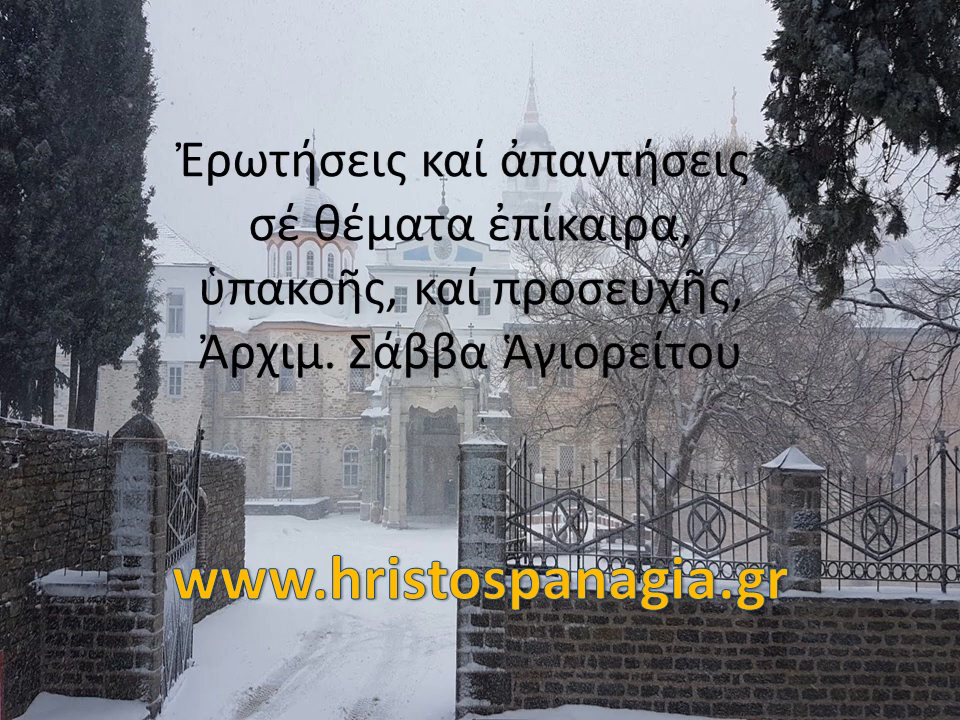 Ἐρωτήσεις καί ἀπαντήσεις
σέ θέματα ἐπίκαιρα,
ὑπακοῆς, καί προσευχῆς,
Ἀρχιμ. Σάββα Ἁγιορείτου
www.hristospanagia.gr